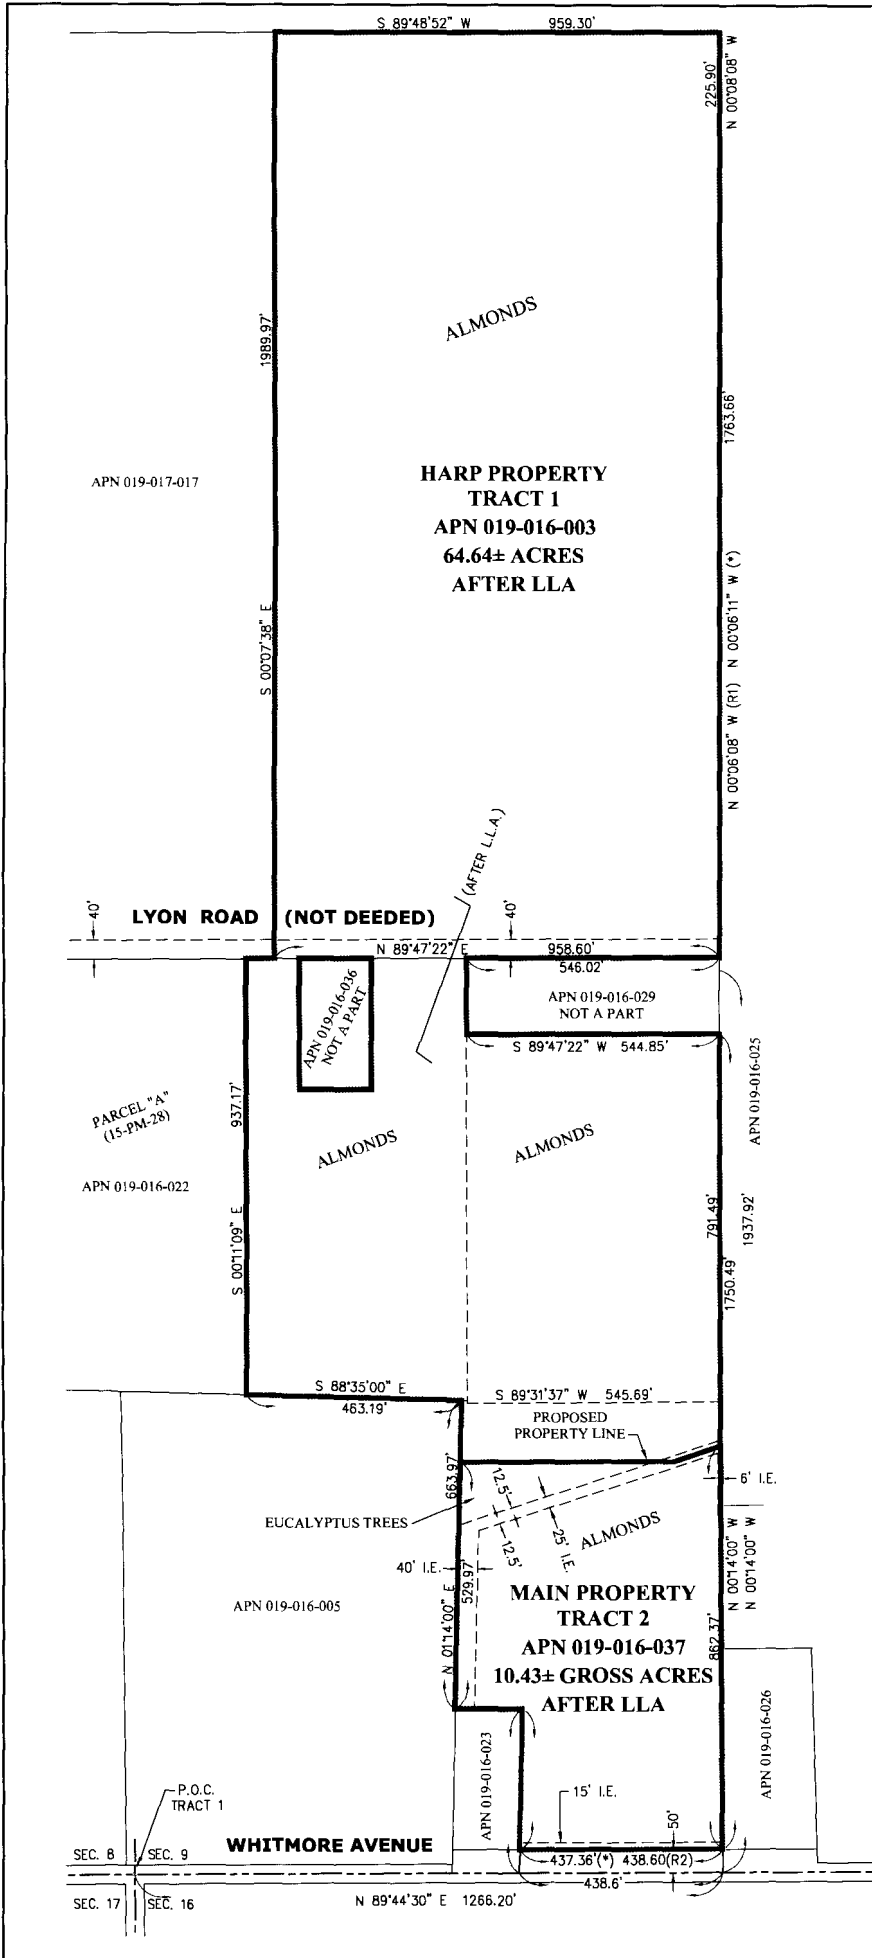 S 89°48'52" W 959.30'
225.90'
N 00°08'08" W
ALMONDS
1989.97'
1763.66'
APN 019-017-017
HARP PROPERTY
TRACT 1
APN 019-016-003
64.64± ACRES
AFTER LLA
S 00°07'38" E
N 00°06'08" W (R1) N 00°06'11" W (*)
(AFTER L.L.A.)
40'
LYON ROAD (NOT DEEDED)
40'
N 89°47'22" E 958.60'
546.02'
APN 019-016-036
NOT A PART
APN 019-016-029
NOT A PART
S 89°47'22" W 544.85'
APN 019-016-025
937.17'
PARCEL "A"
(15-PM-28)
ALMONDS
ALMONDS
APN 019-016-022
791.49'
1937.92'
S 00°11'09" E
1750.49'
S 88°35'00" E
463.19'
S 89°31'37" W 545.69'
PROPOSED
PROPERTY LINE
663.97'
12.5'
6' I.E.
EUCALYPTUS TREES
12.5'
25' I.E.
ALMONDS
40' I.E.
529.97'
N 00°14'00" W
N 00°14'00" W
APN 019-016-005
N 01°14'00" E
MAIN PROPERTY
TRACT 2
APN 019-016-037
10.43± GROSS ACRES
AFTER LLA
862.37'
APN 019-016-023
APN 019-016-026
P.O.C.
TRACT 1
15' I.E.
50'
SEC. 8 SEC. 9
WHITMORE AVENUE
437.36'(*) 438.60(R2)
438.6'
SEC. 17 SEC. 16
N 89°44'30" E 1266.20'